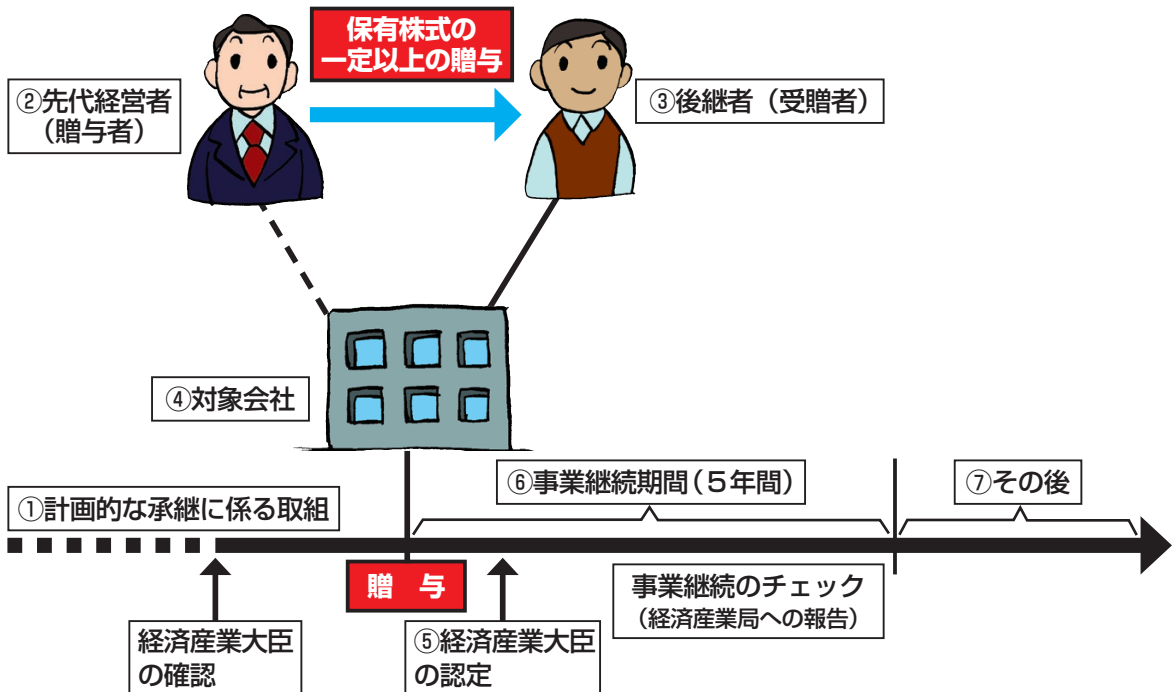 保有株式の
一定以上の贈与
②先代経営者
（贈与者）
③後継者（受贈者）
④対象会社
⑥事業継続期間（５年間）
⑦その後
①計画的な承継に係る取組
贈　与
事業継続のチェック
（経済産業局への報告）
経済産業大臣
の確認
⑤経済産業大臣
の認定